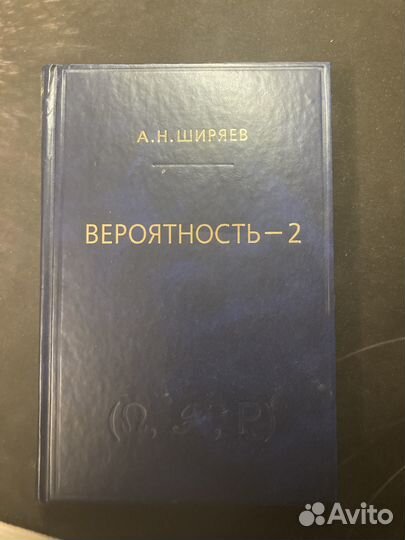 А.Н.ШИРЯЕВ
ВЕРОЯТНОСТЬ – 2
(Ω, ℱ, P)
Avito